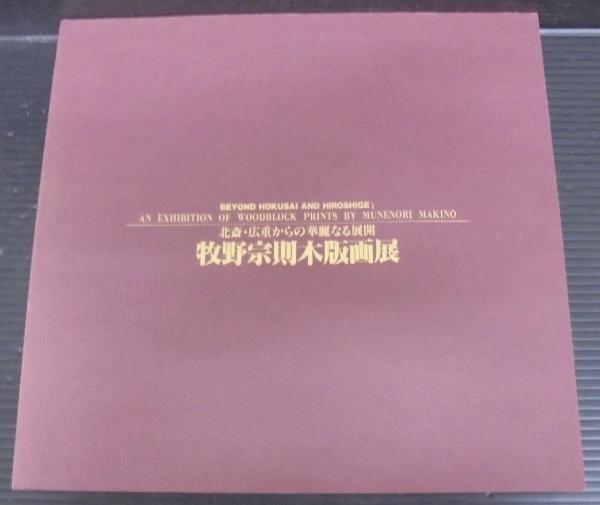 BEYOND HOKUSAI AND HIROSHIGE;
AN EXHIBITION OF WOODBLOCK PRINTS BY MUNENORI MAKINO
北斎・広重からの華麗なる展開
牧野宗則木版画展